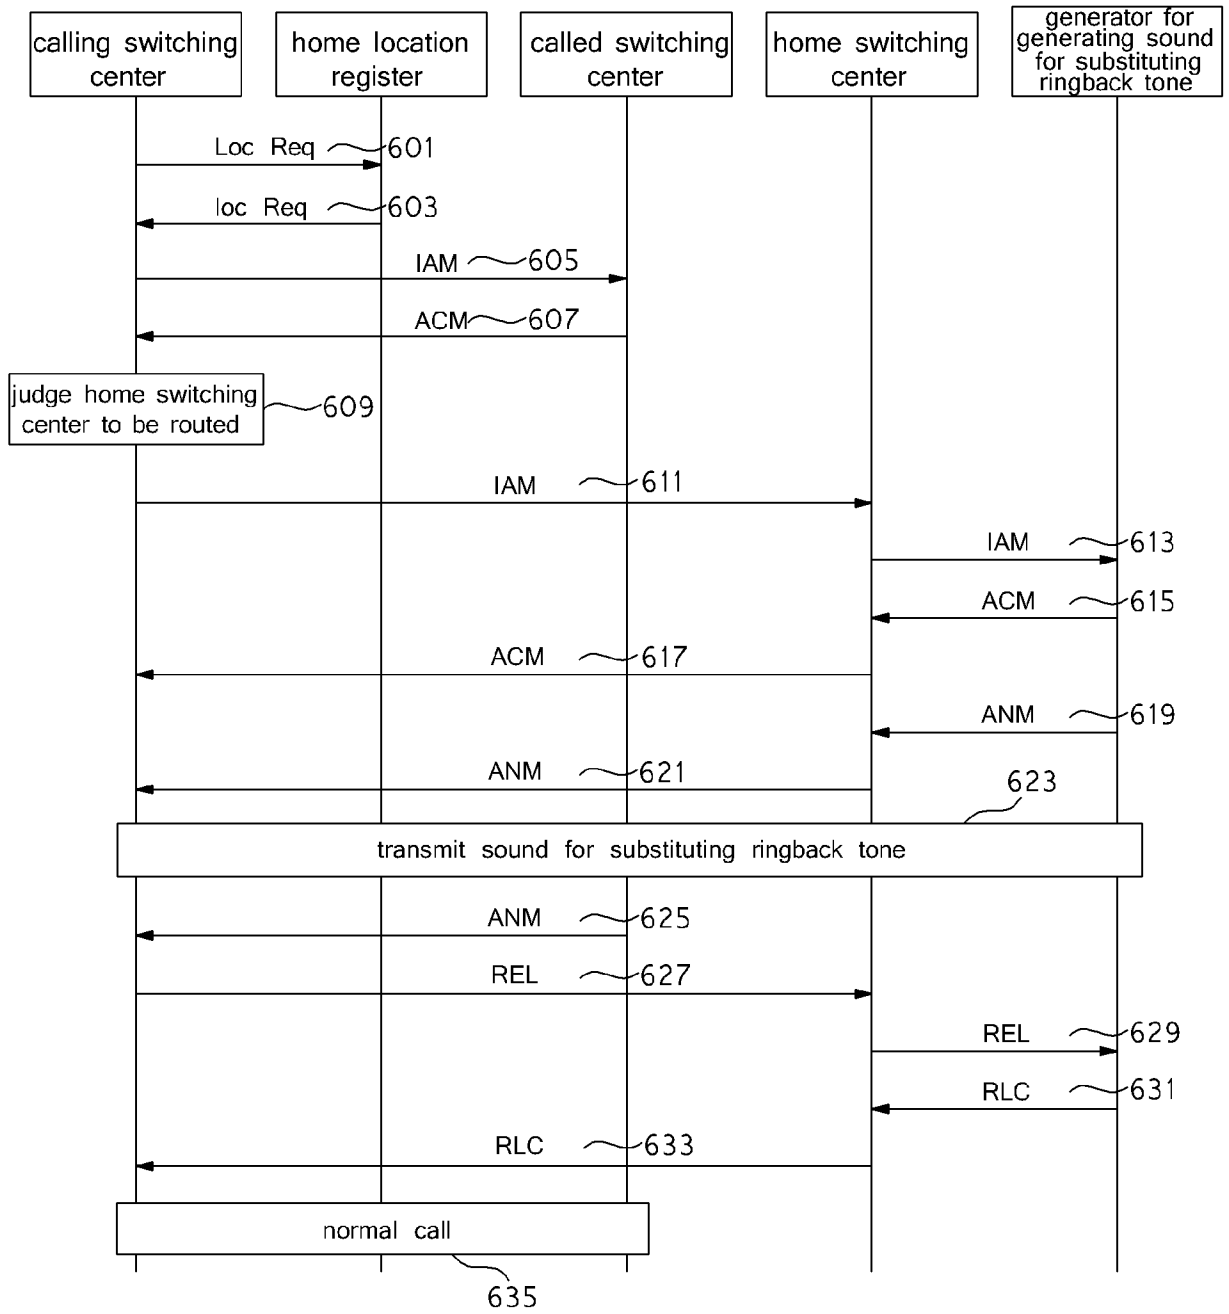 calling switching
center
home location
register
called switching
center
home switching
center
generator for
generating sound
for substituting
ringback tone
Loc Req 601
loc Req 603
IAM 605
ACM 607
judge home switching
center to be routed
609
IAM 611
IAM 613
ACM 615
ACM 617
ANM 619
ANM 621
623
transmit sound for substituting ringback tone
ANM 625
REL 627
REL 629
RLC 631
RLC 633
normal call
635